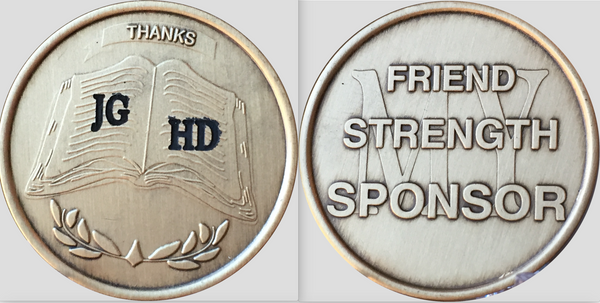 THANKS
JG
HD
MY
FRIEND
STRENGTH
SPONSOR